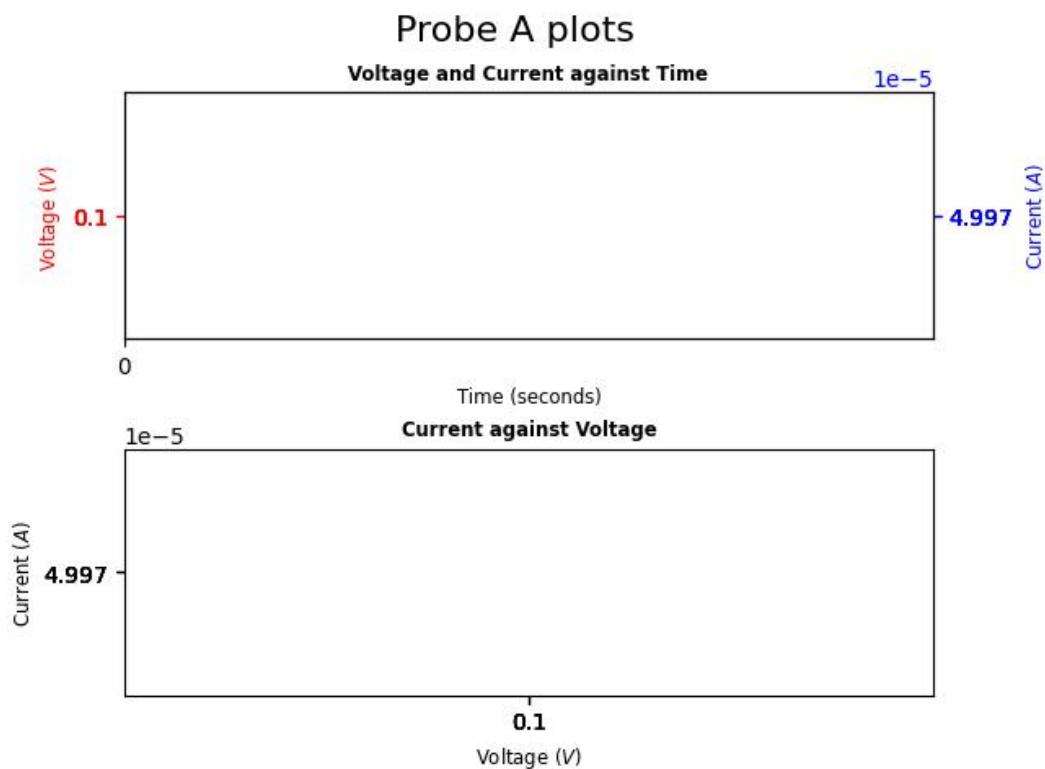 Probe A plots
Voltage and Current against Time
1e−5
Voltage (V)
0.1
4.997
Current (A)
0
Time (seconds)
Current against Voltage
1e−5
Current (A)
4.997
0.1
Voltage (V)